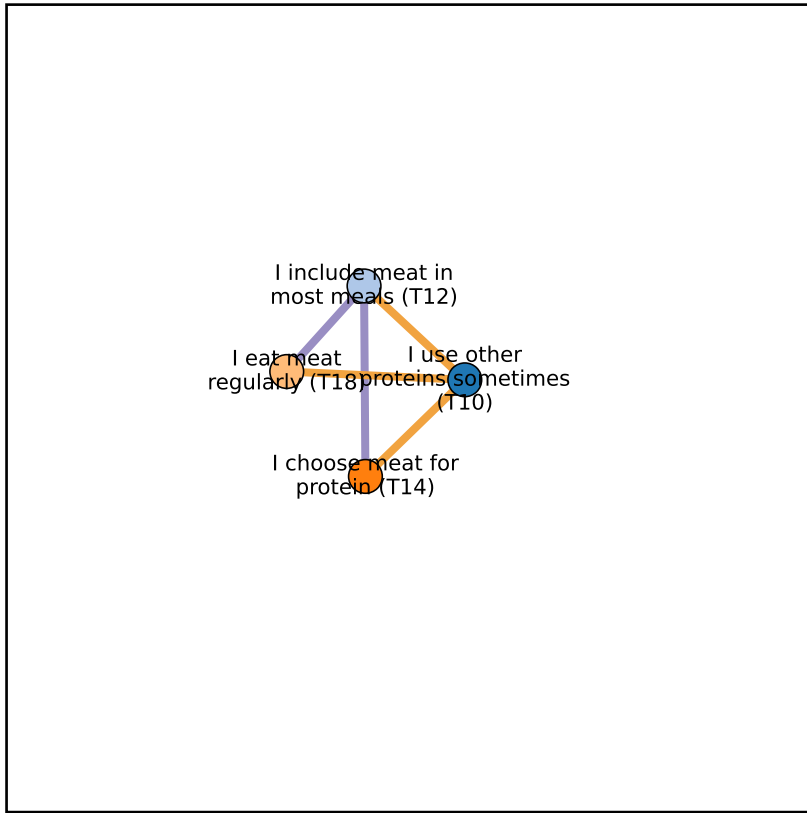 I include meat in
most meals (T12)
I eat meat
regularly (T18)
I use other
proteins sometimes
(T10)
I choose meat for
protein (T14)